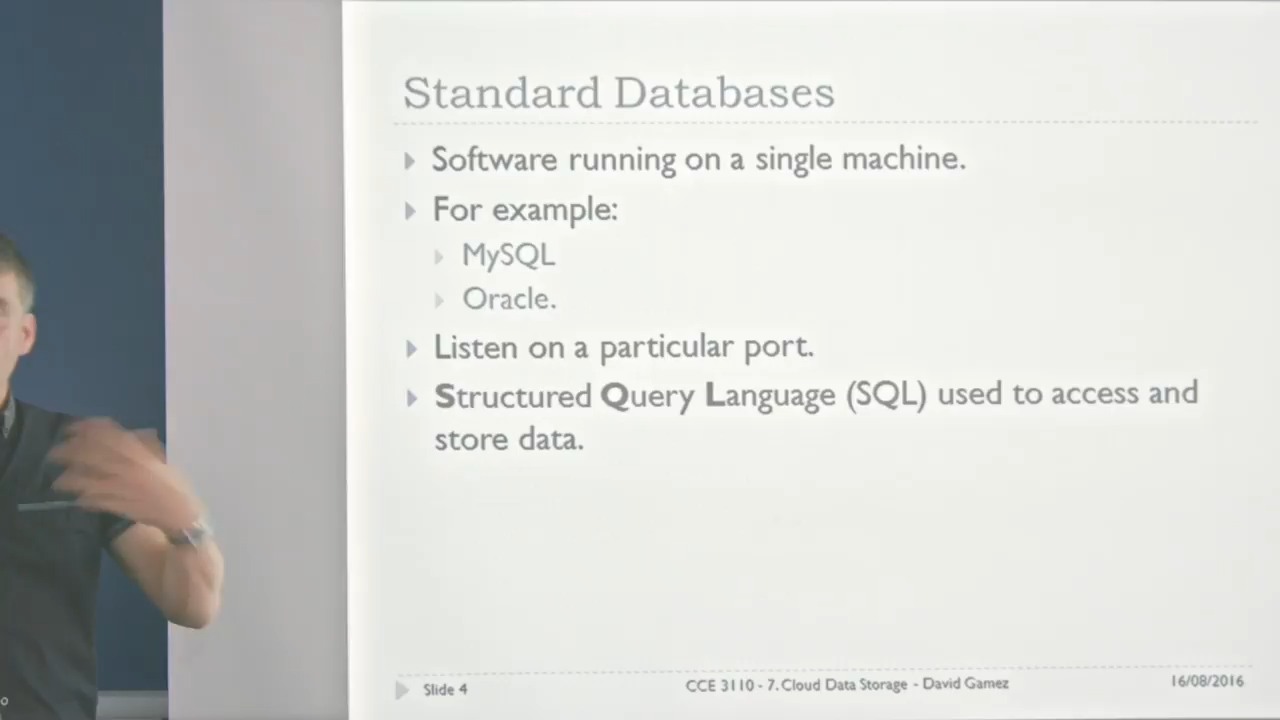 Standard Databases
Software running on a single machine.
For example:
MySQL
Oracle.
Listen on a particular port.
Structured Query Language (SQL) used to access and
store data.
Slide 4
CCE 3110 - 7. Cloud Data Storage - David Gamez
16/08/2016